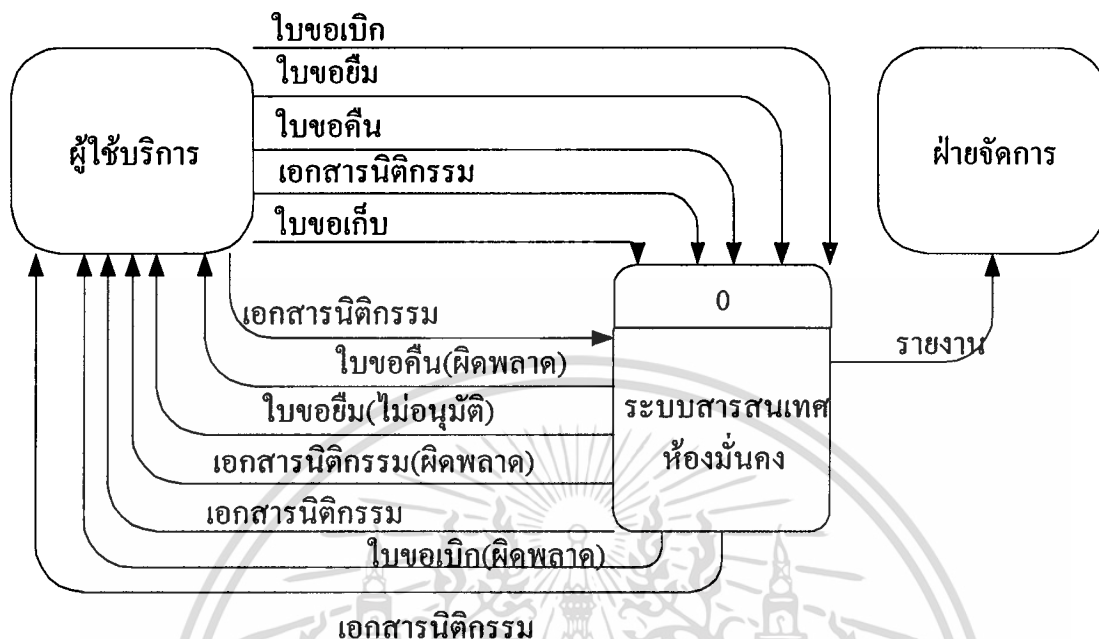 ใบขอเบิก
ใบขอยืม
ใบขอคืน
เอกสารนิติกรรม
ใบขอเก็บ
ผู้ใช้บริการ
ฝ่ายจัดการ
0
ระบบสารสนเทศ
ห้องมั่นคง
รายงาน
เอกสารนิติกรรม
ใบขอคืน(ผิดพลาด)
ใบขอยืม(ไม่อนุมัติ)
เอกสารนิติกรรม(ผิดพลาด)
เอกสารนิติกรรม
ใบขอเบิก(ผิดพลาด)
เอกสารนิติกรรม